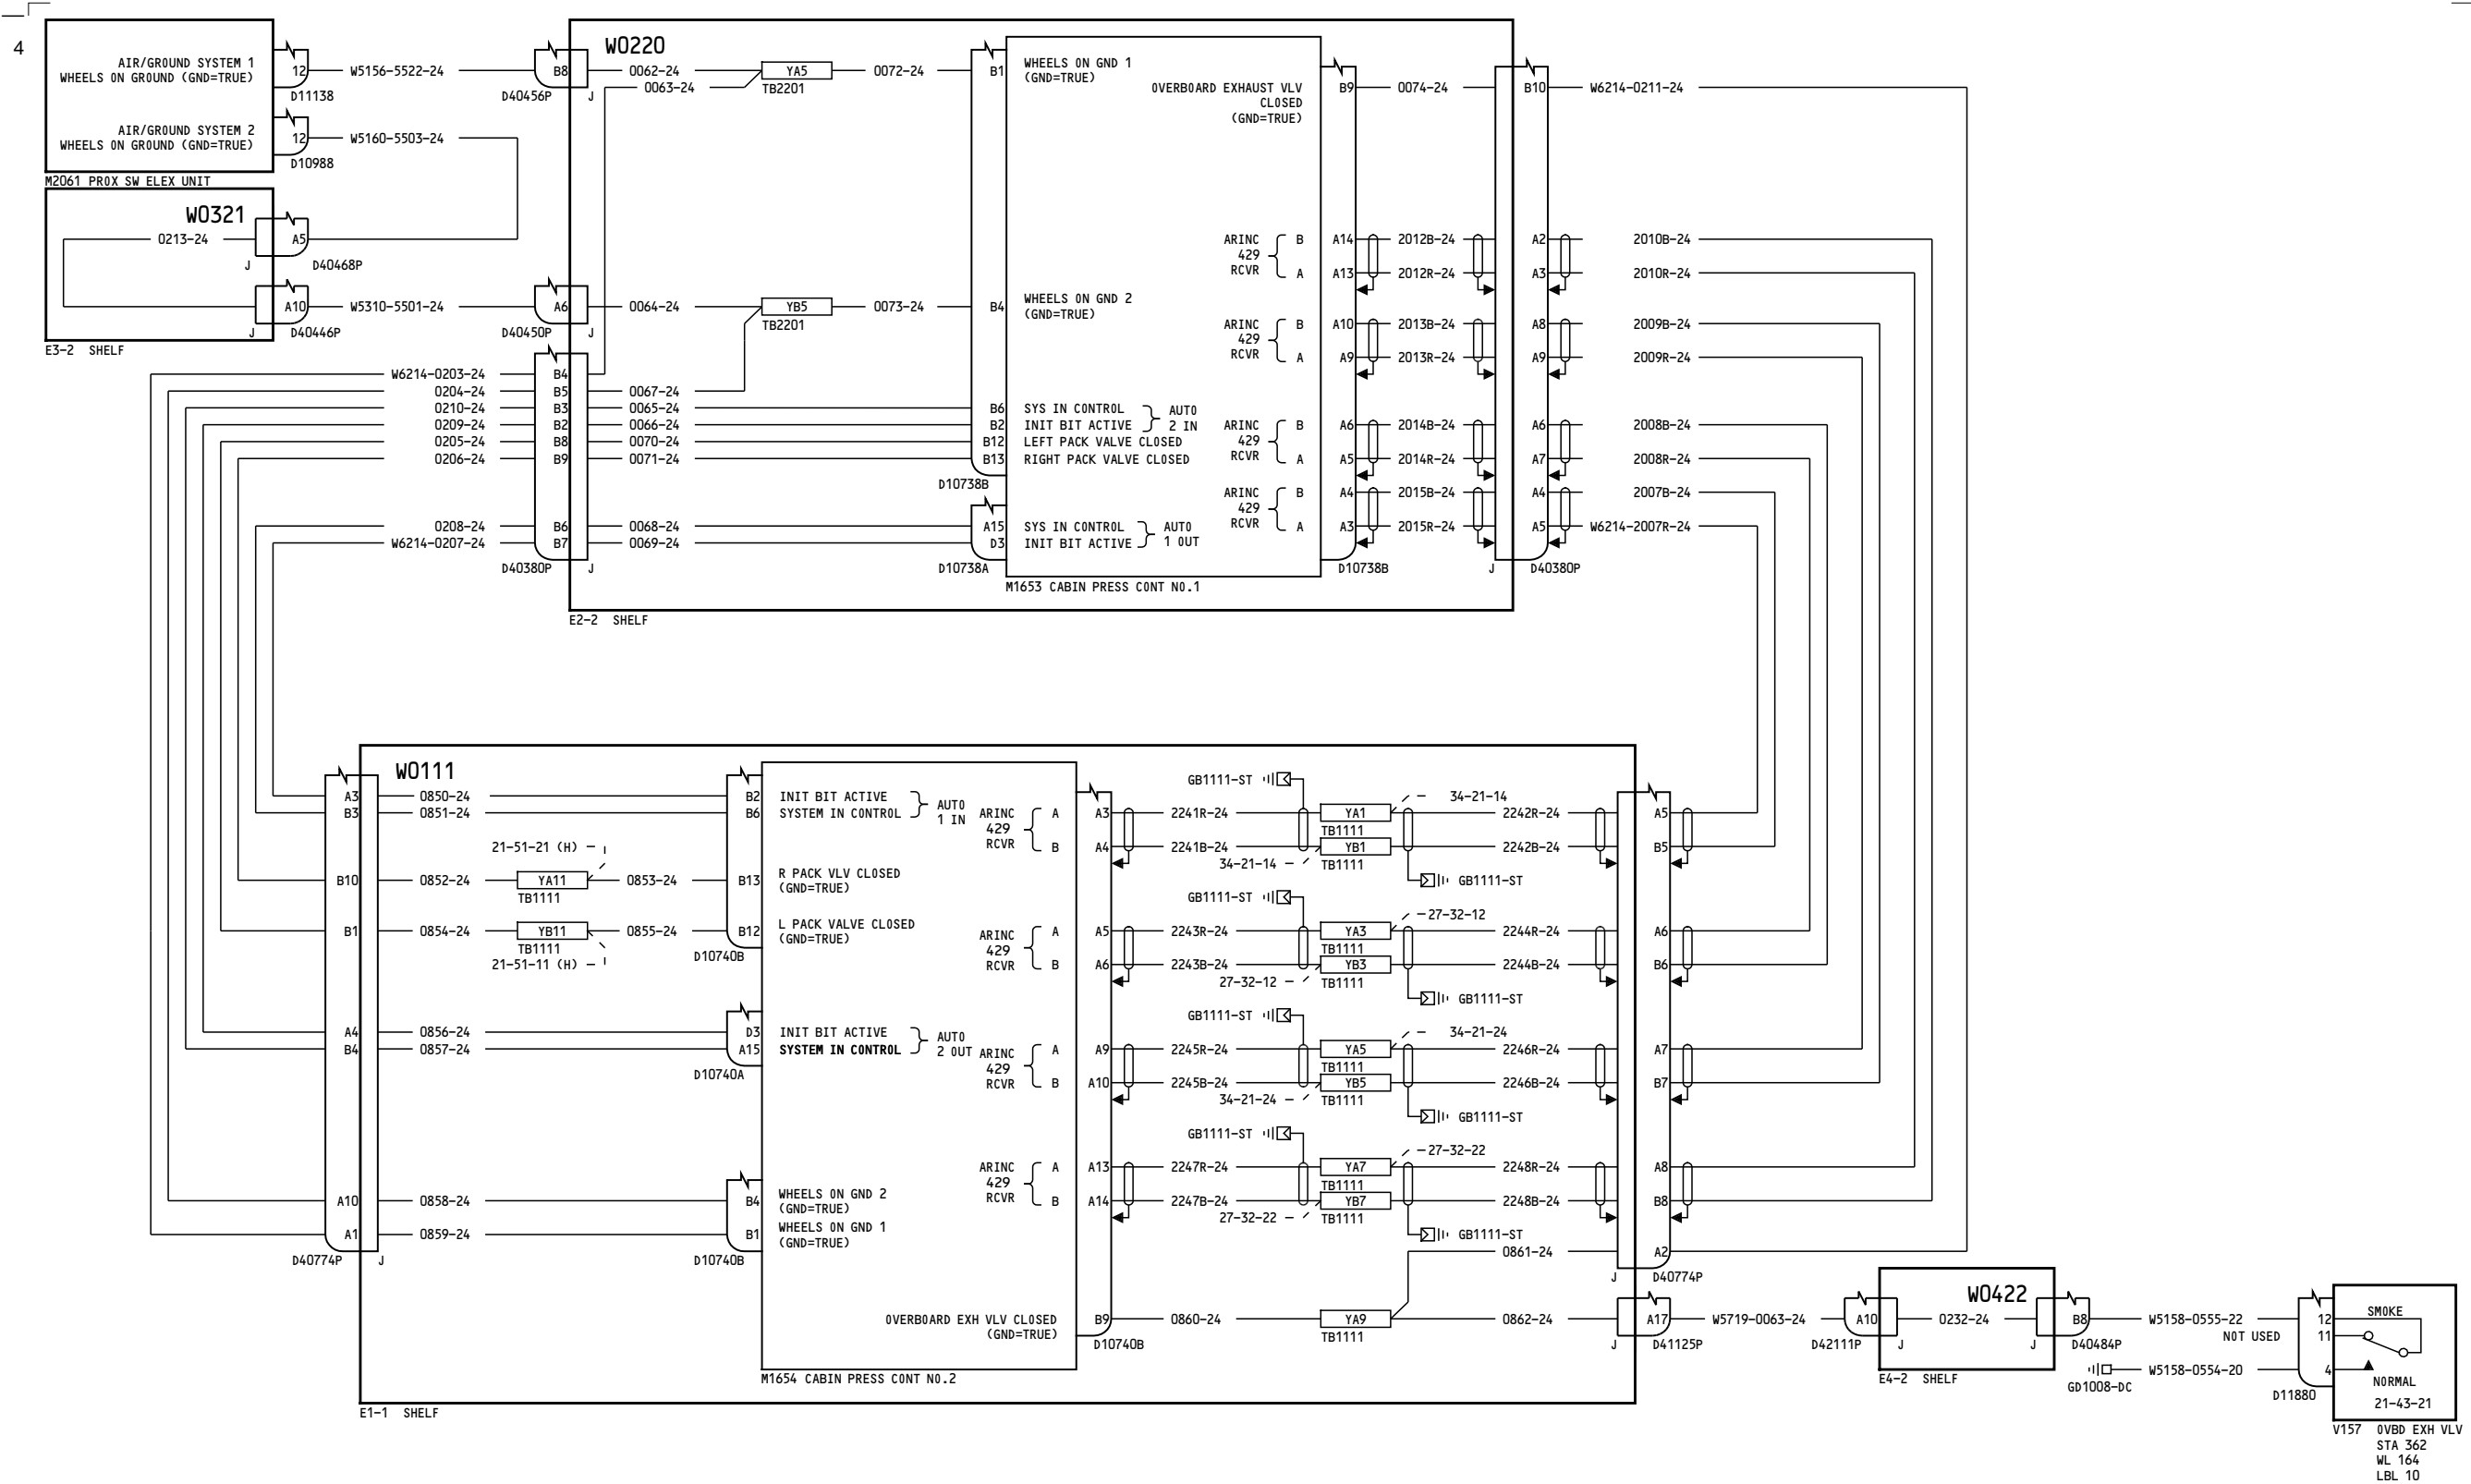 4
AIR/GROUND SYSTEM 1
WHEELS ON GROUND (GND=TRUE)
12
D11138
W5156-5522-24
AIR/GROUND SYSTEM 2
WHEELS ON GROUND (GND=TRUE)
12
D10988
W5160-5503-24
M2061 PROX SW ELEX UNIT
W0321
0213-24
A5
J
D40468P
A10
W5310-5501-24
J
D40446P
E3-2 SHELF
W0220
B8
D40456P
J
0062-24
YA5
0072-24
0063-24
TB2201
A6
D40450P
J
0064-24
YB5
0073-24
TB2201
W6214-0203-24
B4
0204-24
B5
0067-24
0210-24
B3
0065-24
0209-24
B2
0066-24
0205-24
B8
0070-24
0206-24
B9
0071-24
0208-24
B6
0068-24
W6214-0207-24
B7
0069-24
D40380P
J
B1
WHEELS ON GND 1
(GND=TRUE)
OVERBOARD EXHAUST VLV
CLOSED
(GND=TRUE)
B4
WHEELS ON GND 2
(GND=TRUE)
B6
SYS IN CONTROL
B2
INIT BIT ACTIVE
AUTO
2 IN
B12
LEFT PACK VALVE CLOSED
B13
RIGHT PACK VALVE CLOSED
D10738B
A15
SYS IN CONTROL
D3
INIT BIT ACTIVE
AUTO
1 OUT
D10738A
M1653 CABIN PRESS CONT NO.1
E2-2 SHELF
B9
0074-24
B10
W6214-0211-24
ARINC
429
RCVR
B
A14
2012B-24
A2
2010B-24
A
A13
2012R-24
A3
2010R-24
ARINC
429
RCVR
B
A10
2013B-24
A8
2009B-24
A
A9
2013R-24
A9
2009R-24
ARINC
429
RCVR
B
A6
2014B-24
A6
2008B-24
A
A5
2014R-24
A7
2008R-24
ARINC
429
RCVR
B
A4
2015B-24
A4
2007B-24
A
A3
2015R-24
A5
W6214-2007R-24
D10738B
J
D40380P
W0111
A3
0850-24
B2
INIT BIT ACTIVE
B3
0851-24
B6
SYSTEM IN CONTROL
AUTO
1 IN
21-51-21 (H)
B10
0852-24
YA11
0853-24
B13
R PACK VLV CLOSED
(GND=TRUE)
TB1111
B1
0854-24
YB11
0855-24
B12
L PACK VALVE CLOSED
(GND=TRUE)
TB1111
21-51-11 (H)
D10740B
A4
0856-24
D3
INIT BIT ACTIVE
B4
0857-24
A15
SYSTEM IN CONTROL
AUTO
2 OUT
D10740A
A10
0858-24
B4
WHEELS ON GND 2
(GND=TRUE)
A1
0859-24
B1
WHEELS ON GND 1
(GND=TRUE)
D40774P
J
D10740B
OVERBOARD EXH VLV CLOSED
(GND=TRUE)
M1654 CABIN PRESS CONT NO.2
E1-1 SHELF
GB1111-ST
34-21-14
ARINC
429
RCVR
A
A3
2241R-24
YA1
2242R-24
A5
TB1111
B
A4
2241B-24
YB1
2242B-24
B5
34-21-14
TB1111
GB1111-ST
GB1111-ST
27-32-12
ARINC
429
RCVR
A
A5
2243R-24
YA3
2244R-24
A6
TB1111
B
A6
2243B-24
YB3
2244B-24
B6
27-32-12
TB1111
GB1111-ST
GB1111-ST
34-21-24
ARINC
429
RCVR
A
A9
2245R-24
YA5
2246R-24
A7
TB1111
B
A10
2245B-24
YB5
2246B-24
B7
34-21-24
TB1111
GB1111-ST
GB1111-ST
27-32-22
ARINC
429
RCVR
A
A13
2247R-24
YA7
2248R-24
A8
TB1111
B
A14
2247B-24
YB7
2248B-24
B8
27-32-22
TB1111
GB1111-ST
0861-24
A2
J
D40774P
B9
0860-24
YA9
0862-24
A17
W5719-0063-24
D10740B
TB1111
J
D41125P
W0422
A10
0232-24
B8
W5158-0555-22
D42111P
J
J
D40484P
E4-2 SHELF
NOT USED
GD1008-DC
W5158-0554-20
12
11
4
D11880
SMOKE
NORMAL
21-43-21
V157 OVBD EXH VLV
STA 362
WL 164
LBL 10